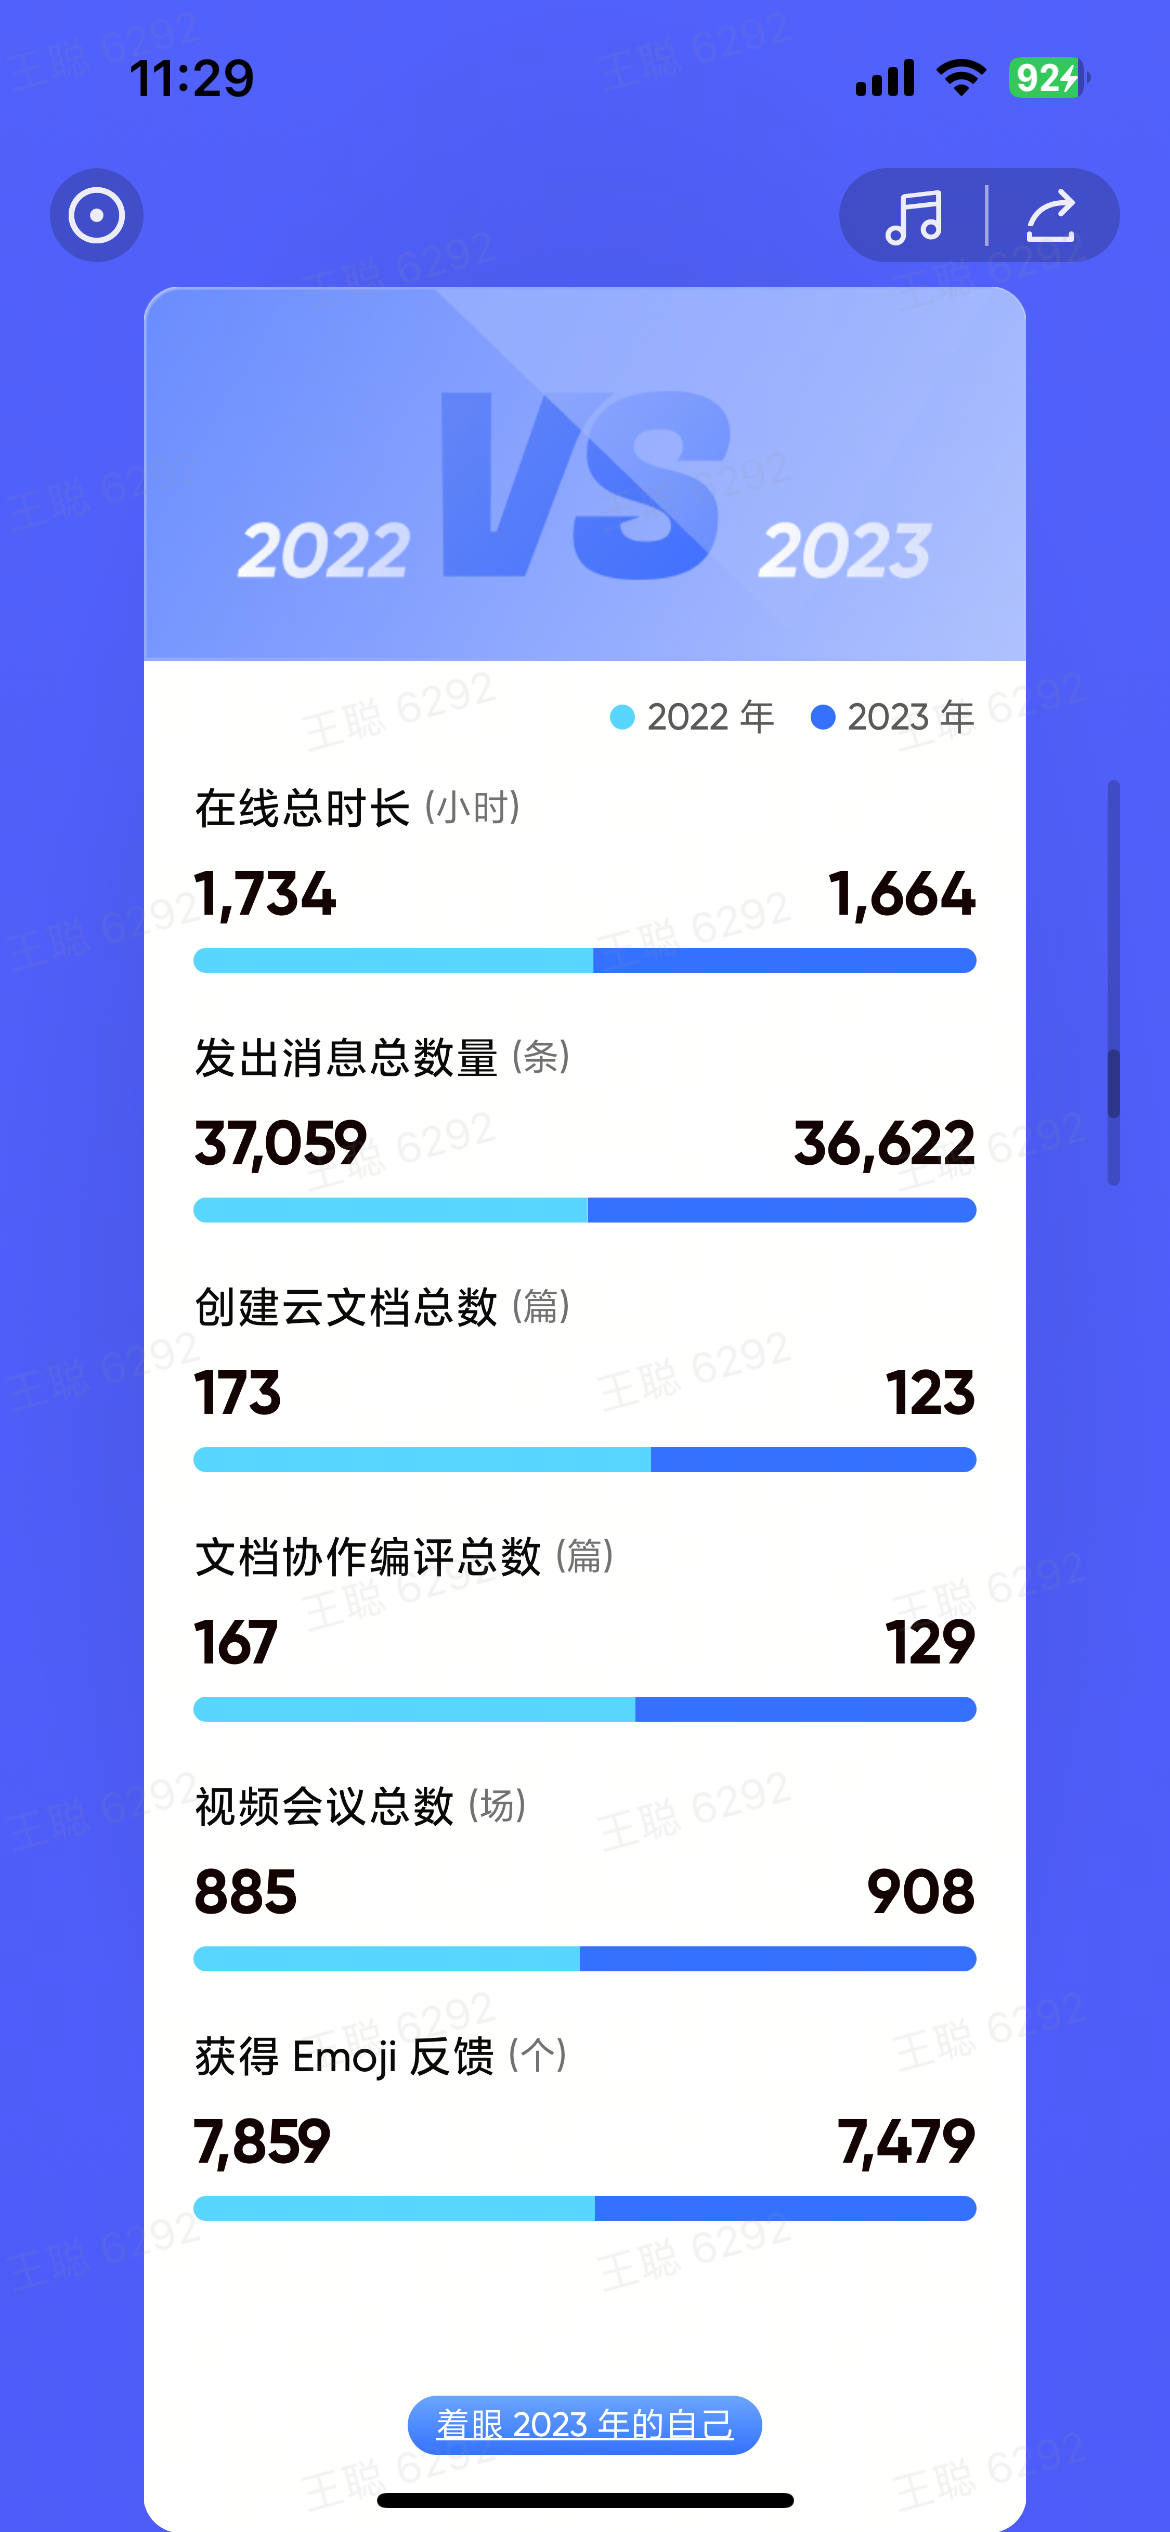 11:29
92
2022 VS 2023
2022 年 2023 年
在线总时长 (小时)
1,734 1,664
发出消息总数量 (条)
37,059 36,622
创建云文档总数 (篇)
173 123
文档协作编评总数 (篇)
167 129
视频会议总数 (场)
885 908
获得 Emoji 反馈 (个)
7,859 7,479
着眼 2023 年的自己
王聪 6292